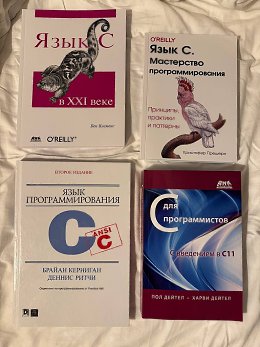 Язык C
в XXI веке
O'REILLY®
Бен Клеменс
O'REILLY®
Язык C.
Мастерство
программирования
Принципы,
практики
и паттерны
Кристофер Прешерн
ВТОРОЕ ИЗДАНИЕ
ЯЗЫК
ПРОГРАММИРОВАНИЯ
C
ANSI
C
БРАЙАН КЕРНИГАН
ДЕННИС РИТЧИ
C для
программистов
с введением в C11
ПОЛ ДЕЙТЕЛ • ХАРВИ ДЕЙТЕЛ